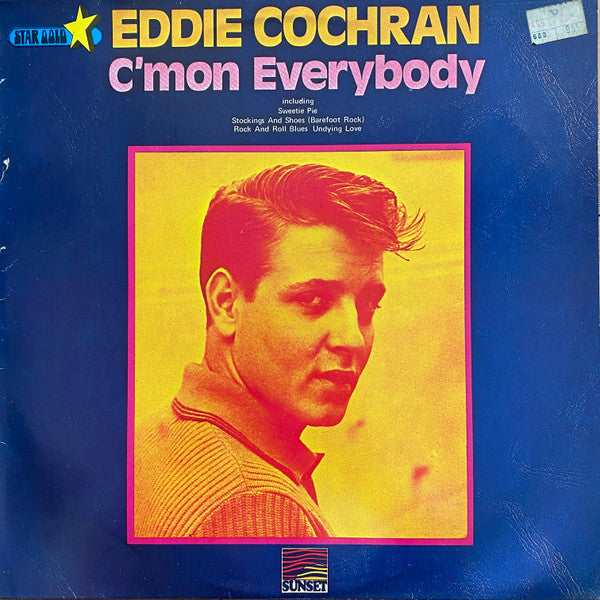 STAR GOLD
EDDIE COCHRAN
C'mon Everybody
including
Sweetie Pie
Stockings And Shoes (Barefoot Rock)
Rock And Roll Blues Undying Love
SUNSET